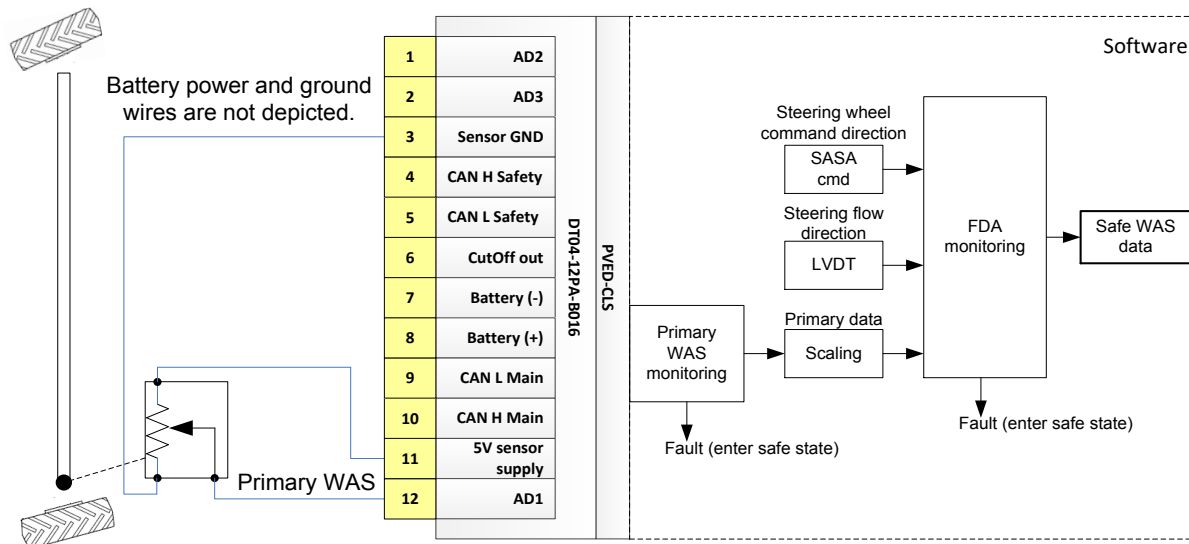 Software
Battery power and ground
wires are not depicted.
1 AD2
2 AD3
3 Sensor GND
4 CAN H Safety
5 CAN L Safety
6 CutOff out
7 Battery (-)
8 Battery (+)
9 CAN L Main
10 CAN H Main
11 5V sensor
supply
12 AD1
DT04-12PA-B016
PVED-CLS
Primary WAS
Primary
WAS
monitoring
Fault (enter safe state)
Steering wheel
command direction
SASA
cmd
Steering flow
direction
LVDT
Primary data
Scaling
FDA
monitoring
Fault (enter safe state)
Safe WAS
data